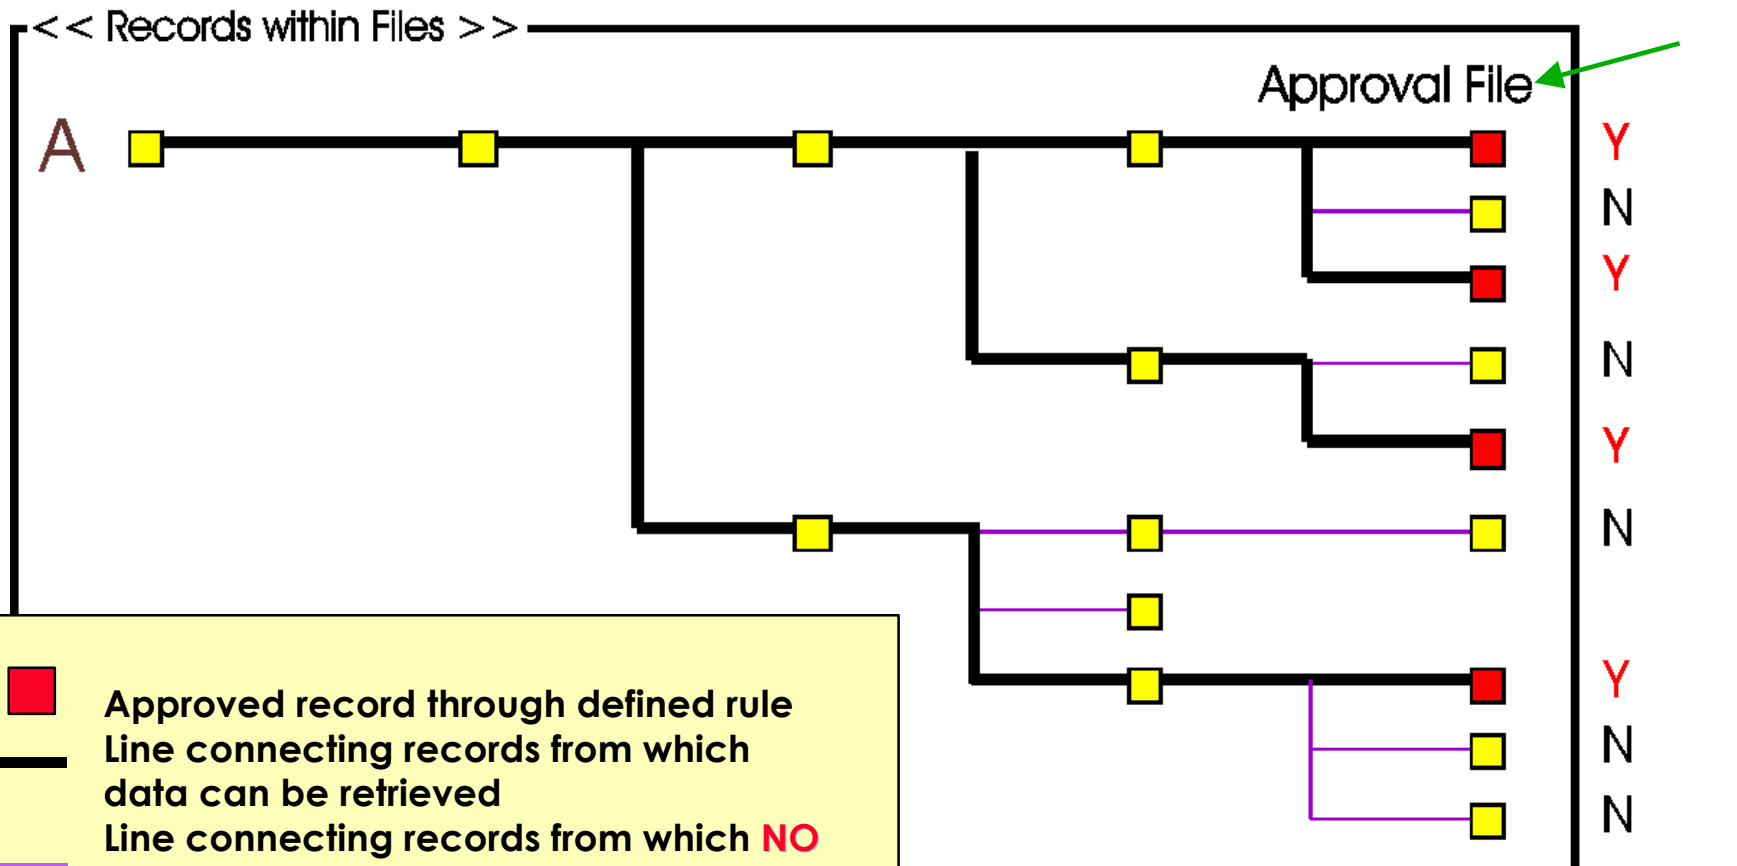 << Records within Files >>
Approval File
A
Y
N
Y
N
Y
N
Y
N
N
Approved record through defined rule
Line connecting records from which
data can be retrieved
Line connecting records from which NO